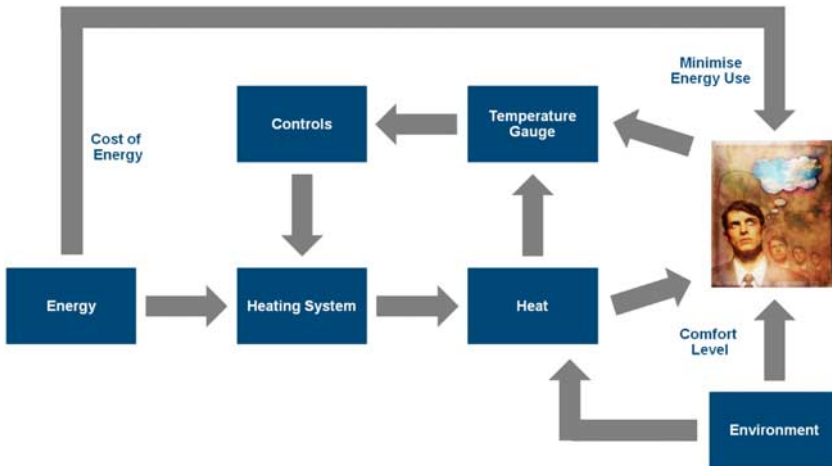 Minimise
Energy Use
Controls
Temperature
Gauge
Cost of
Energy
Energy
Heating System
Heat
Comfort
Level
Environment